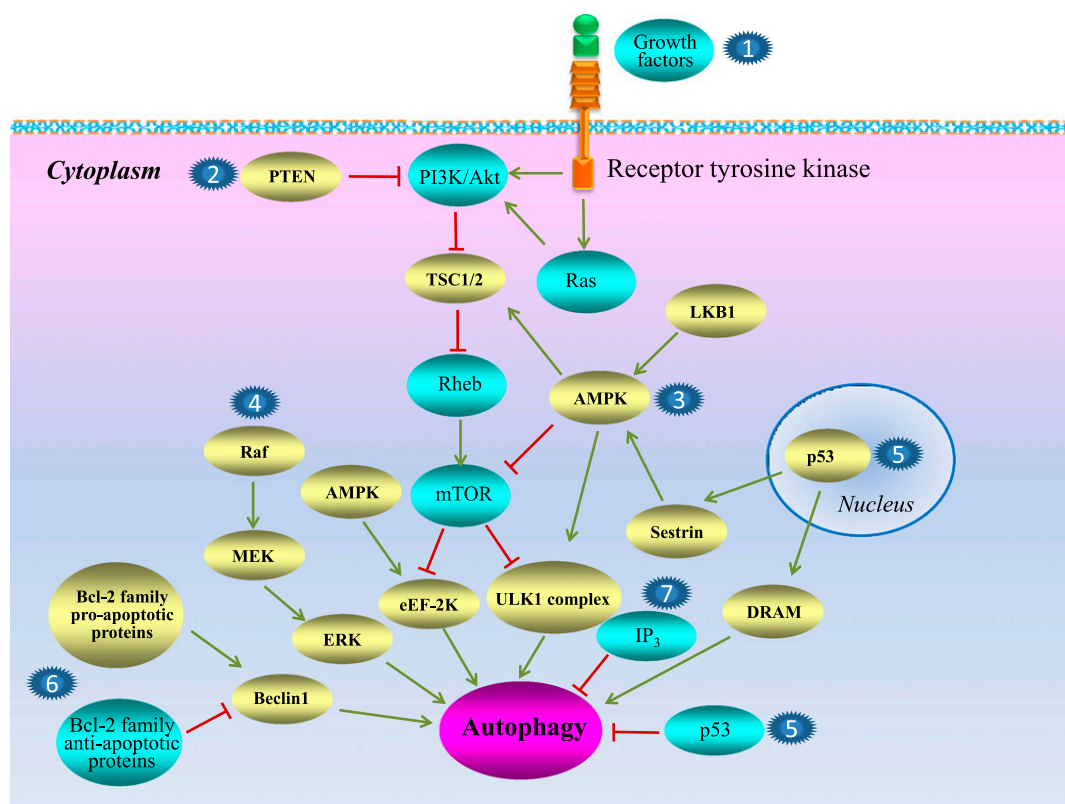 Growth
factors
1
Cytoplasm
2
PTEN
PI3K/Akt
Receptor tyrosine kinase
TSC1/2
Ras
LKB1
Rheb
AMPK
3
4
Raf
p53
5
Nucleus
AMPK
mTOR
Sestrin
MEK
Bcl-2 family
pro-apoptotic
proteins
eEF-2K
ULK1 complex
7
DRAM
ERK
IP3
6
Beclin1
Bcl-2 family
anti-apoptotic
proteins
Autophagy
p53
5